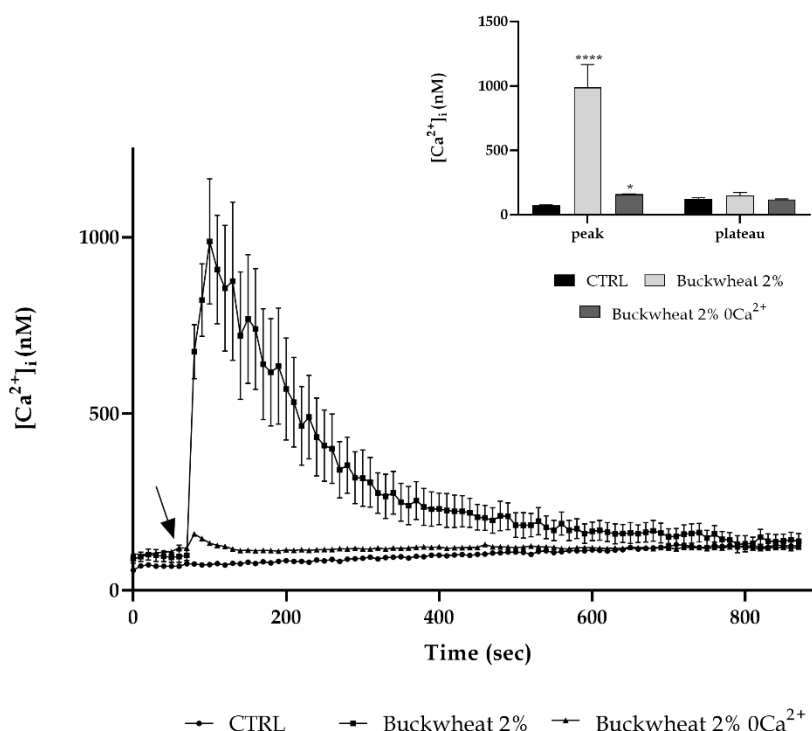 1500
1000
500
0
[Ca²⁺]ᵢ (nM)
****
*
peak
plateau
CTRL
Buckwheat 2%
Buckwheat 2% 0Ca²⁺
1000
500
0
[Ca²⁺]ᵢ (nM)
0
200
400
600
800
Time (sec)
CTRL
Buckwheat 2%
Buckwheat 2% 0Ca²⁺